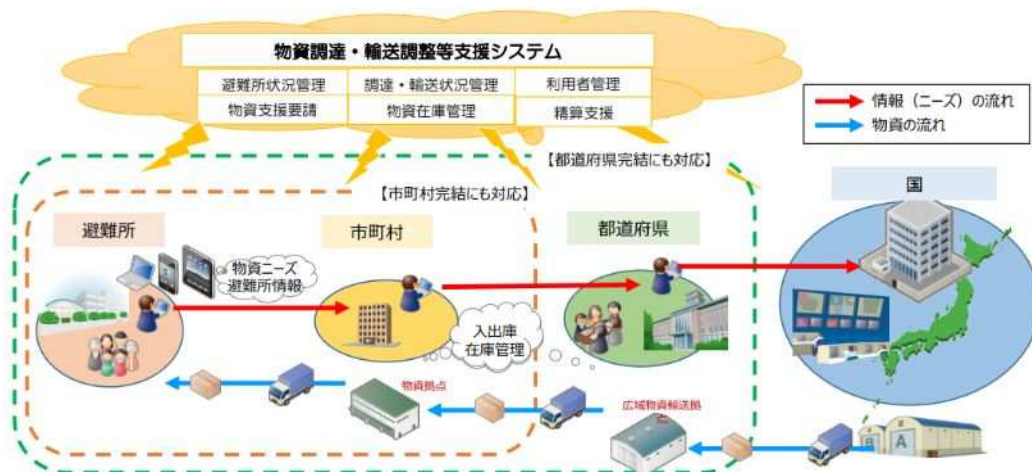 物資調達・輸送調整等支援システム
避難所状況管理
調達・輸送状況管理
利用者管理
物資支援要請
物資在庫管理
精算支援
情報（ニーズ）の流れ
物資の流れ
【都道府県完結にも対応】
【市町村完結にも対応】
国
避難所
市町村
都道府県
物資ニーズ
避難所情報
入出庫
在庫管理
物資拠点
広域物資輸送拠
B
A